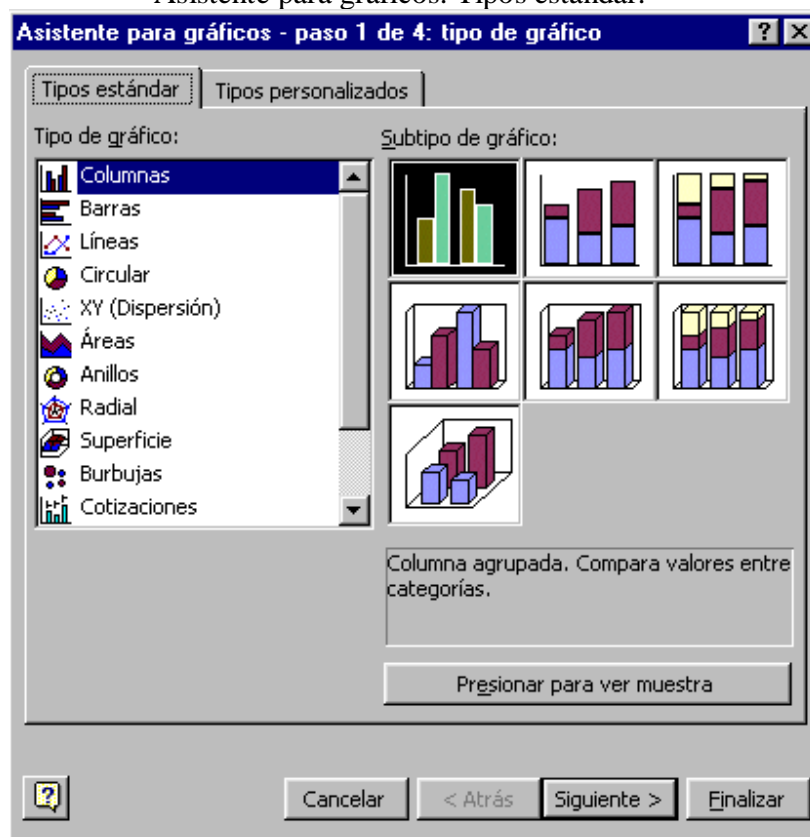 Asistente para gráficos. Tipos estándar.
Asistente para gráficos - paso 1 de 4: tipo de gráfico
Tipos estándar
Tipos personalizados
Tipo de gráfico:
Columnas
Barras
Líneas
Circular
XY (Dispersión)
Áreas
Anillos
Radial
Superficie
Burbujas
Cotizaciones
Subtipo de gráfico:
Columna agrupada. Compara valores entre
categorías.
Presionar para ver muestra
Cancelar
< Atrás
Siguiente >
Finalizar